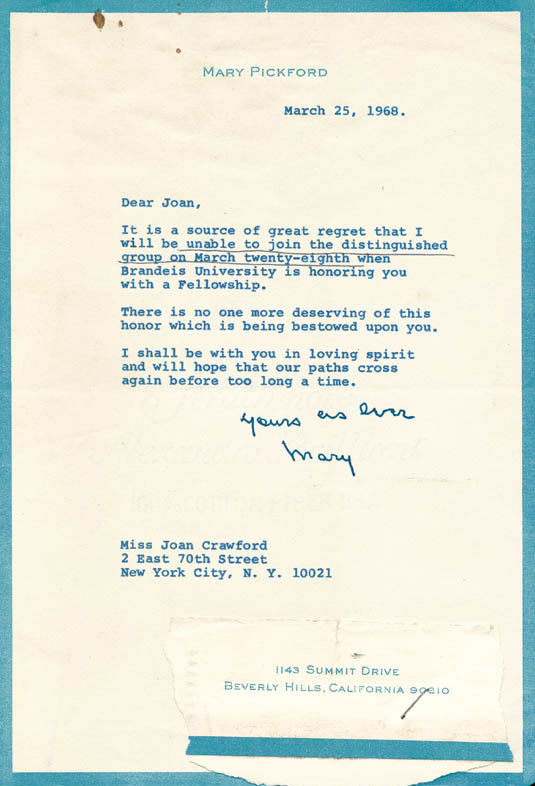 MARY PICKFORD
March 25, 1968.
Dear Joan,
It is a source of great regret that I
will be unable to join the distinguished
group on March twenty-eighth when
Brandeis University is honoring you
with a Fellowship.
There is no one more deserving of this
honor which is being bestowed upon you.
I shall be with you in loving spirit
and will hope that our paths cross
again before too long a time.
yours as ever
Mary
Miss Joan Crawford
2 East 70th Street
New York City, N. Y. 10021
1143 SUMMIT DRIVE
BEVERLY HILLS, CALIFORNIA 90210